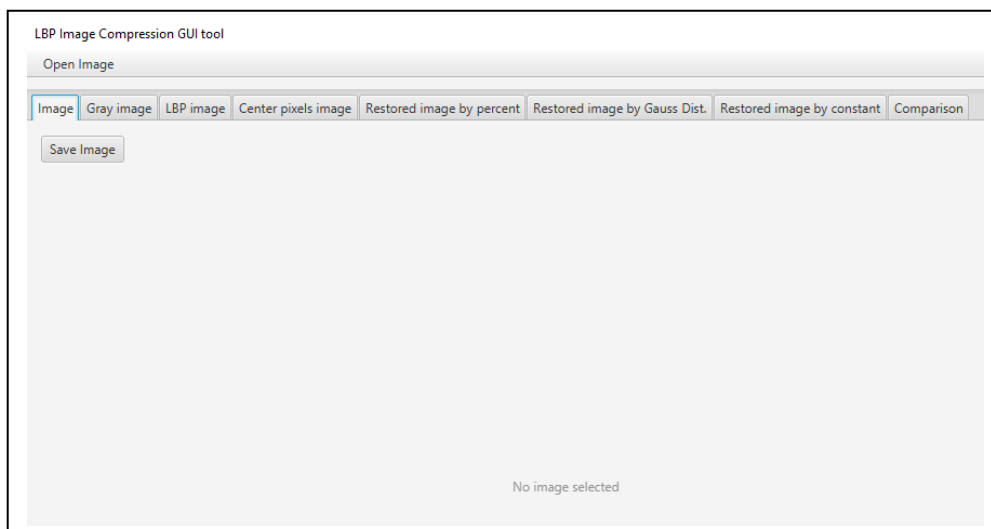 LBP Image Compression GUI tool
Open Image
Image Gray image LBP image Center pixels image Restored image by percent Restored image by Gauss Dist. Restored image by constant Comparison
Save Image
No image selected